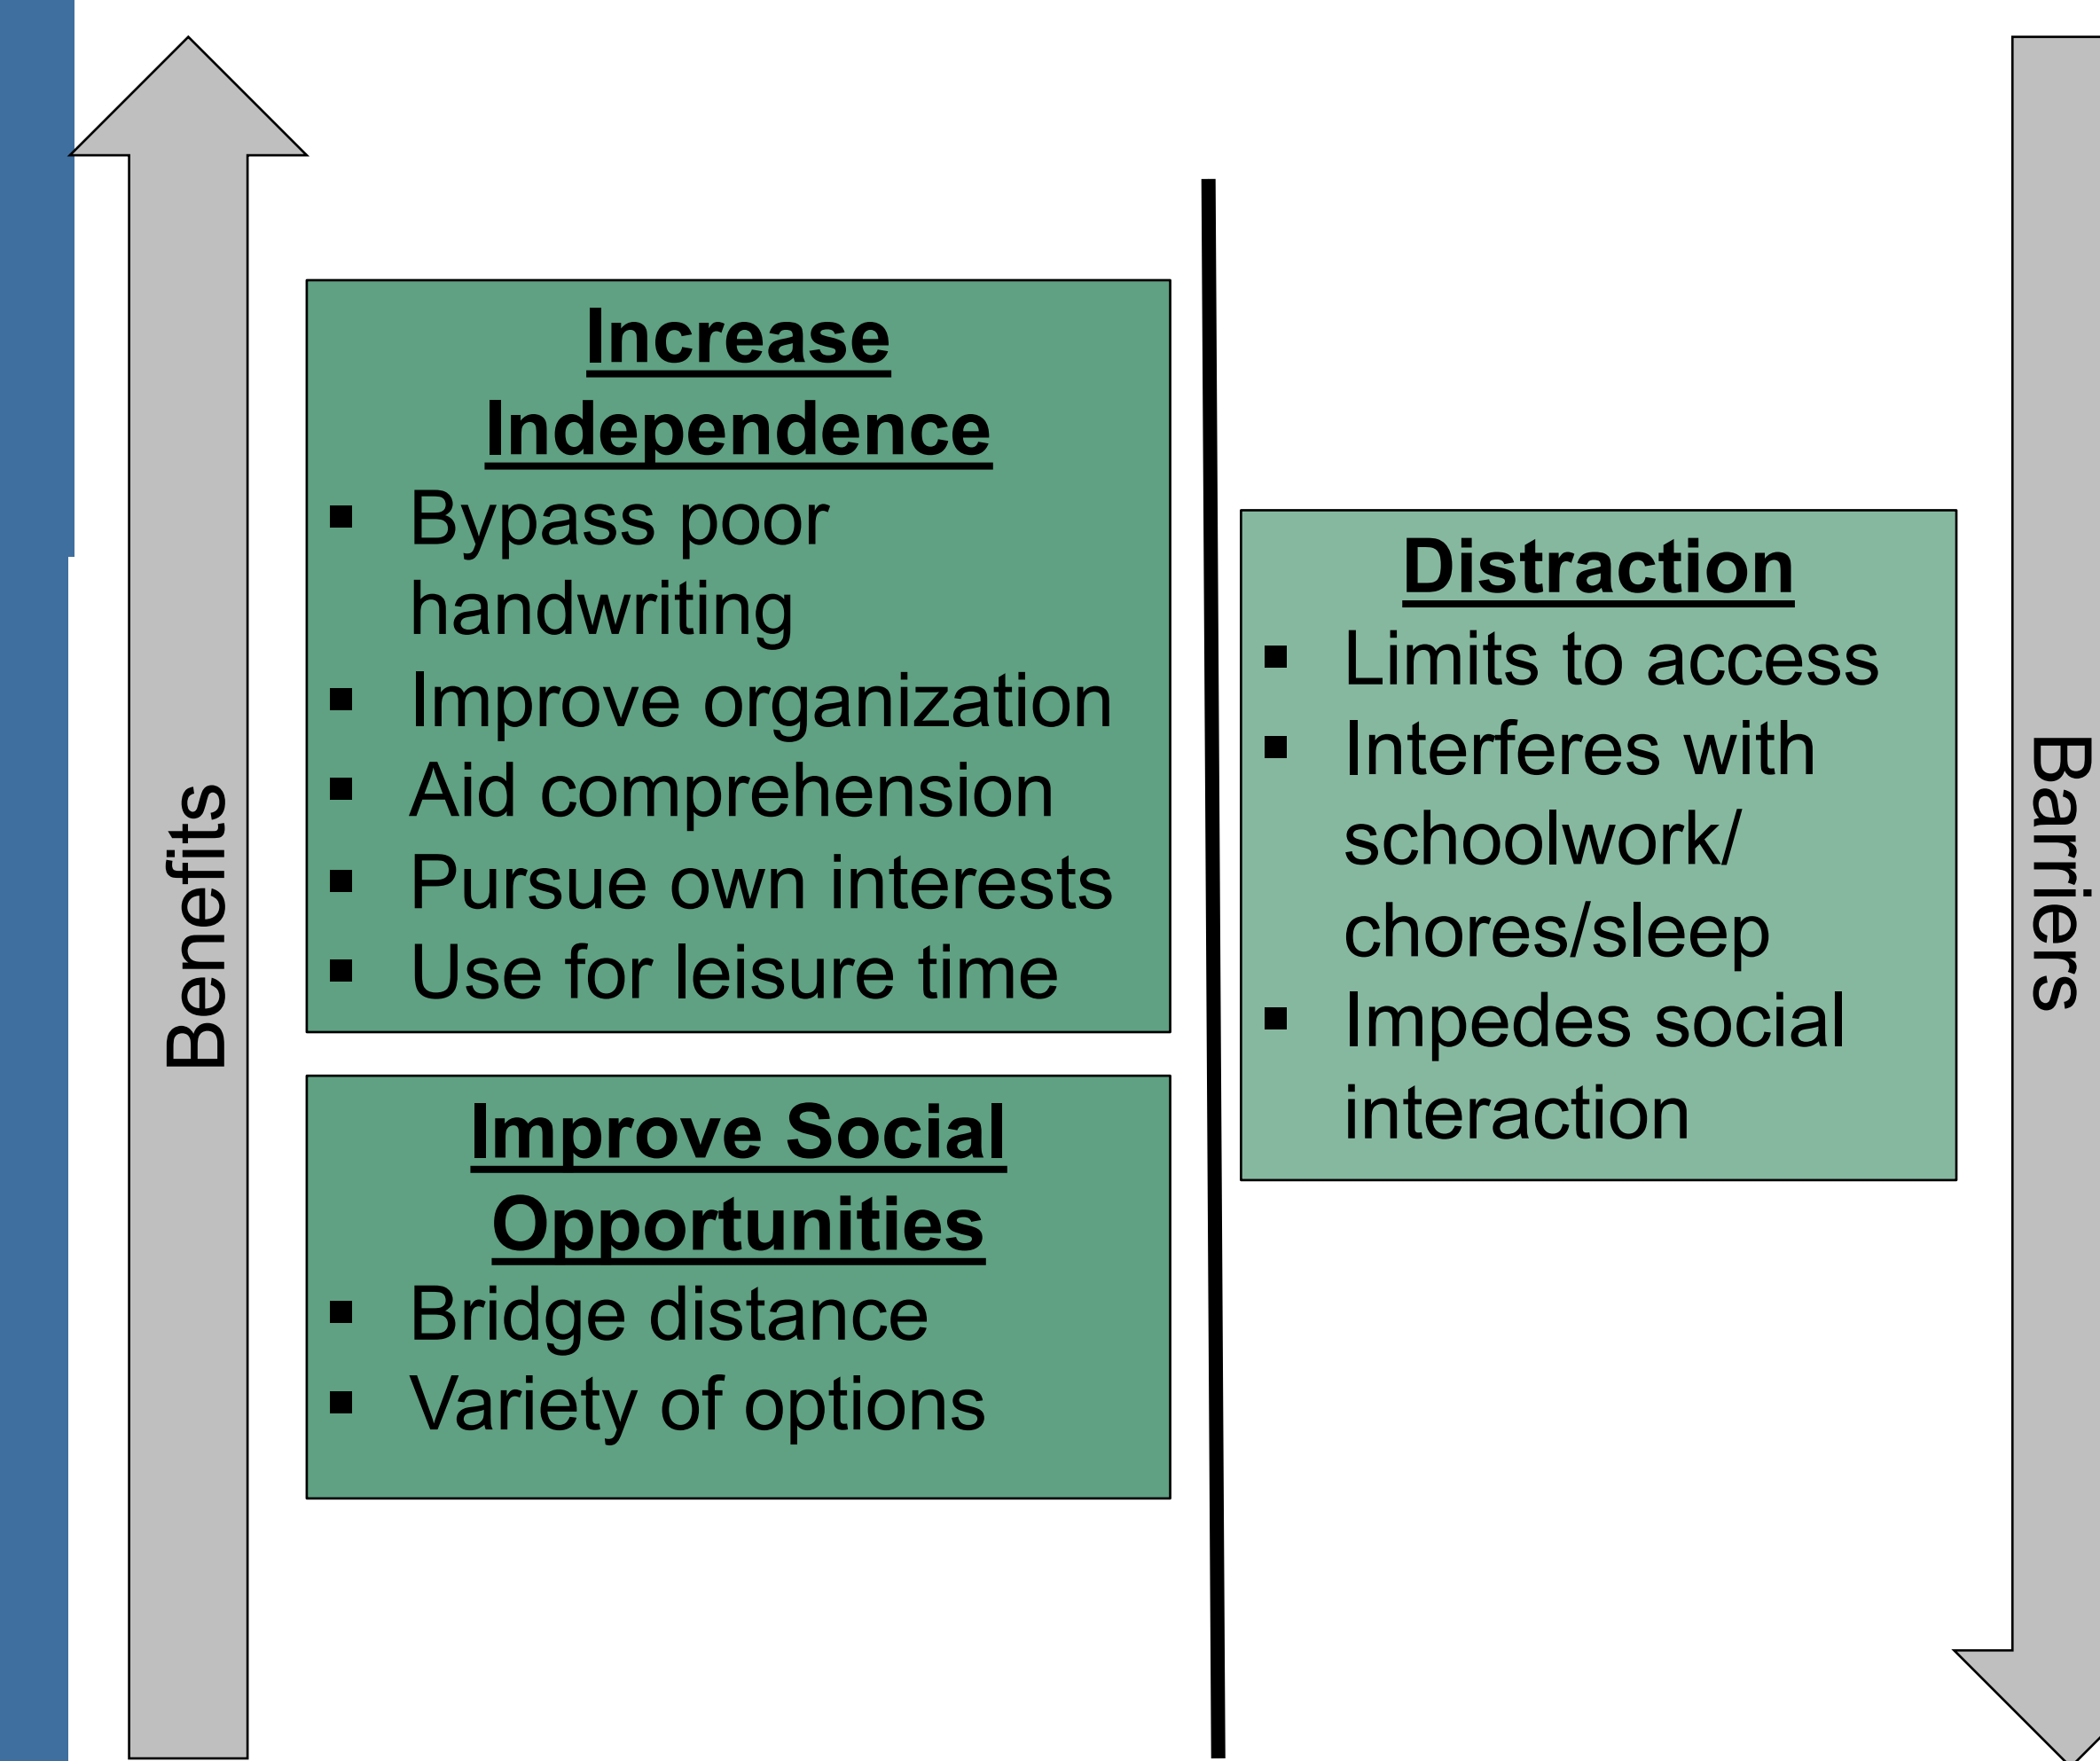 Benefits
Increase
Independence
▪ Bypass poor
handwriting
▪ Improve organization
▪ Aid comprehension
▪ Pursue own interests
▪ Use for leisure time
Improve Social
Opportunities
▪ Bridge distance
▪ Variety of options
Distraction
▪ Limits to access
▪ Interferes with
schoolwork/
chores/sleep
▪ Impedes social
interaction
Barriers